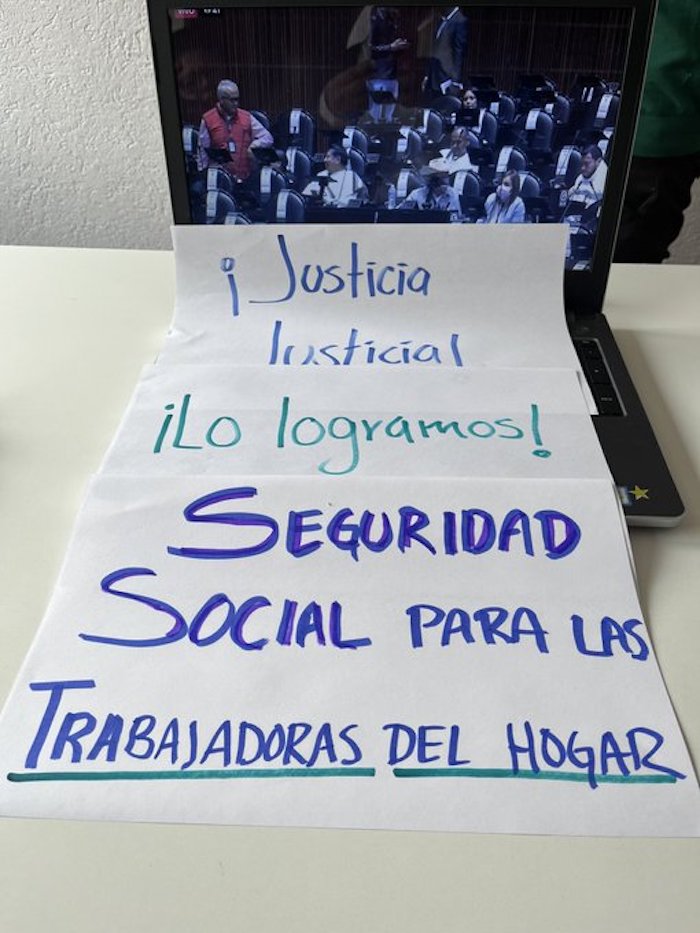 ¡Justicia
Justicia!
¡Lo logramos!
SEGURIDAD
SOCIAL PARA LAS
TRABAJADORAS DEL HOGAR